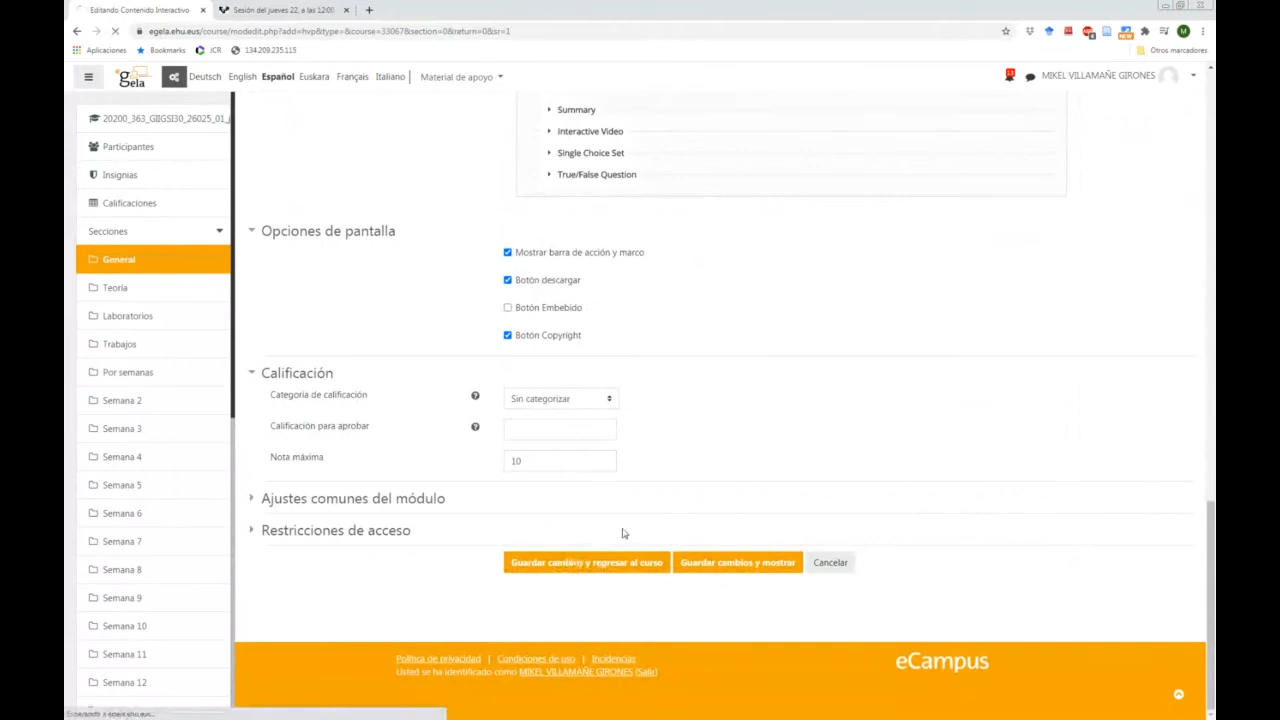 Editando Contenido Interactivo
Sesión del jueves 22, a las 12:00
egela.ehu.eus/course/modedit.php?add=hvp&type=&course=33067&section=0&return=0&sr=1
Aplicaciones
Bookmarks
JCR
134.209.235.115
Otros marcadores
gela
Deutsch English Español Euskara Français Italiano
Material de apoyo
MIKEL VILLAMAÑE GIRONES
20200_363_GIIGSI30_26025_01_
Participantes
Insignias
Calificaciones
Secciones
General
Teoría
Laboratorios
Trabajos
Por semanas
Semana 2
Semana 3
Semana 4
Semana 5
Semana 6
Semana 7
Semana 8
Semana 9
Semana 10
Semana 11
Semana 12
Summary
Interactive Video
Single Choice Set
True/False Question
Opciones de pantalla
Mostrar barra de acción y marco
Botón descargar
Botón Embebido
Botón Copyright
Calificación
Categoría de calificación
Sin categorizar
Calificación para aprobar
Nota máxima
10
Ajustes comunes del módulo
Restricciones de acceso
Guardar cambios y regresar al curso
Guardar cambios y mostrar
Cancelar
Política de privacidad | Condiciones de uso | Incidencias
Usted se ha identificado como MIKEL VILLAMAÑE GIRONES (Salir)
eCampus